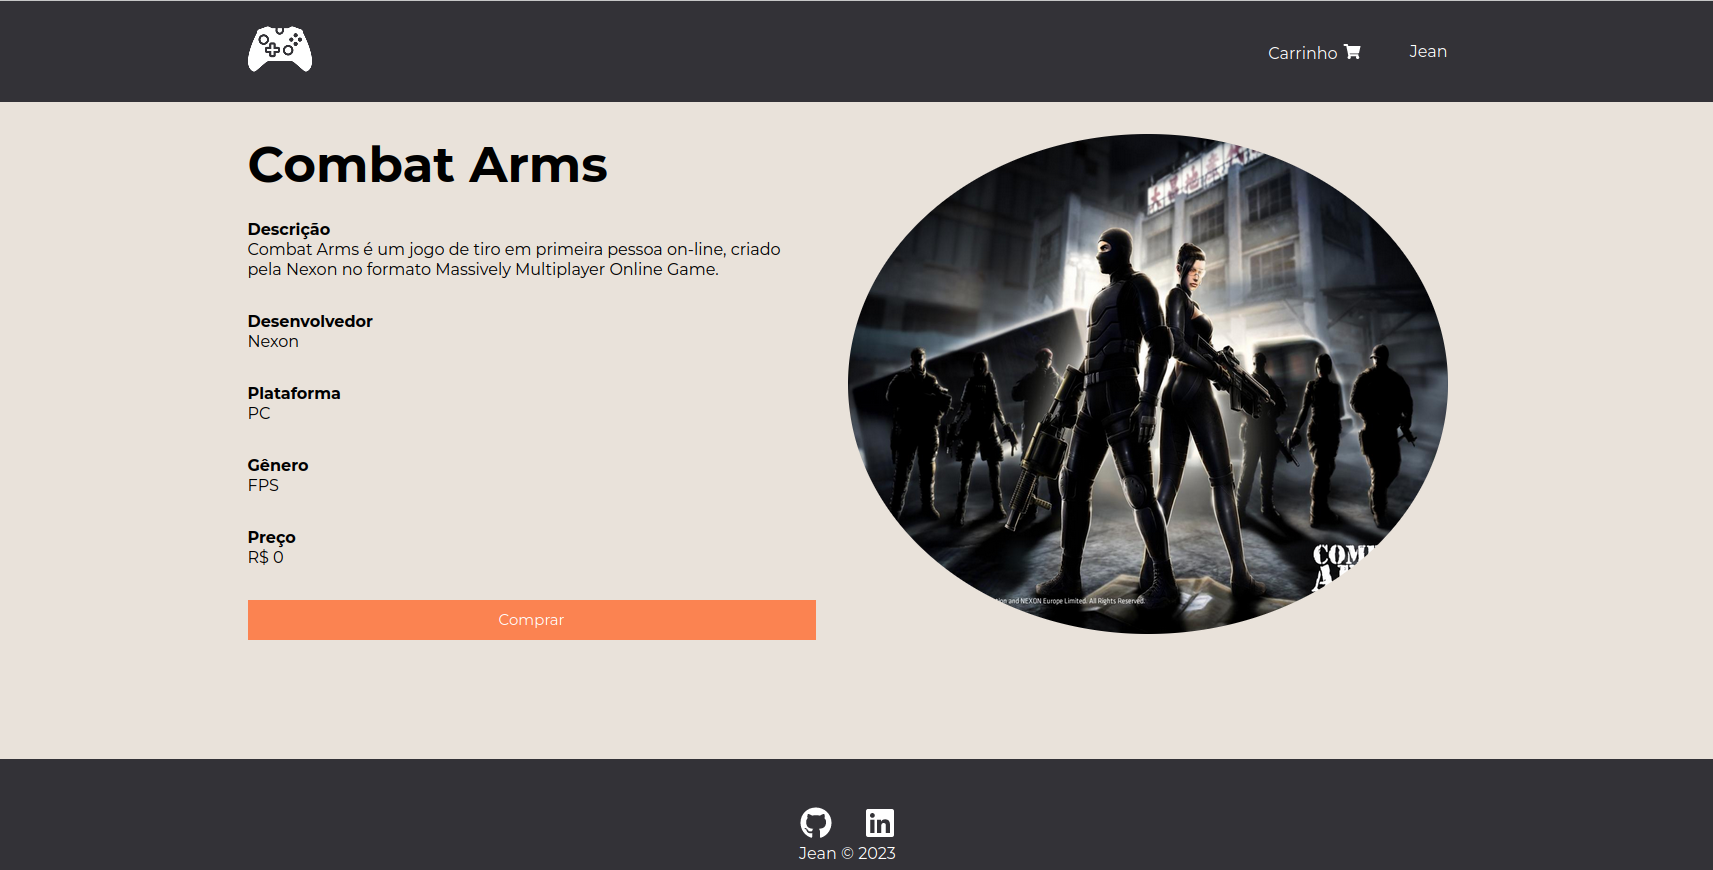 Carrinho
Jean
Combat Arms
Descrição
Combat Arms é um jogo de tiro em primeira pessoa on-line, criado
pela Nexon no formato Massively Multiplayer Online Game.
Desenvolvedor
Nexon
Plataforma
PC
Gênero
FPS
Preço
R$ 0
and NEXON Europe Limited. All Rights Reserved.
Comprar
in
Jean © 2023